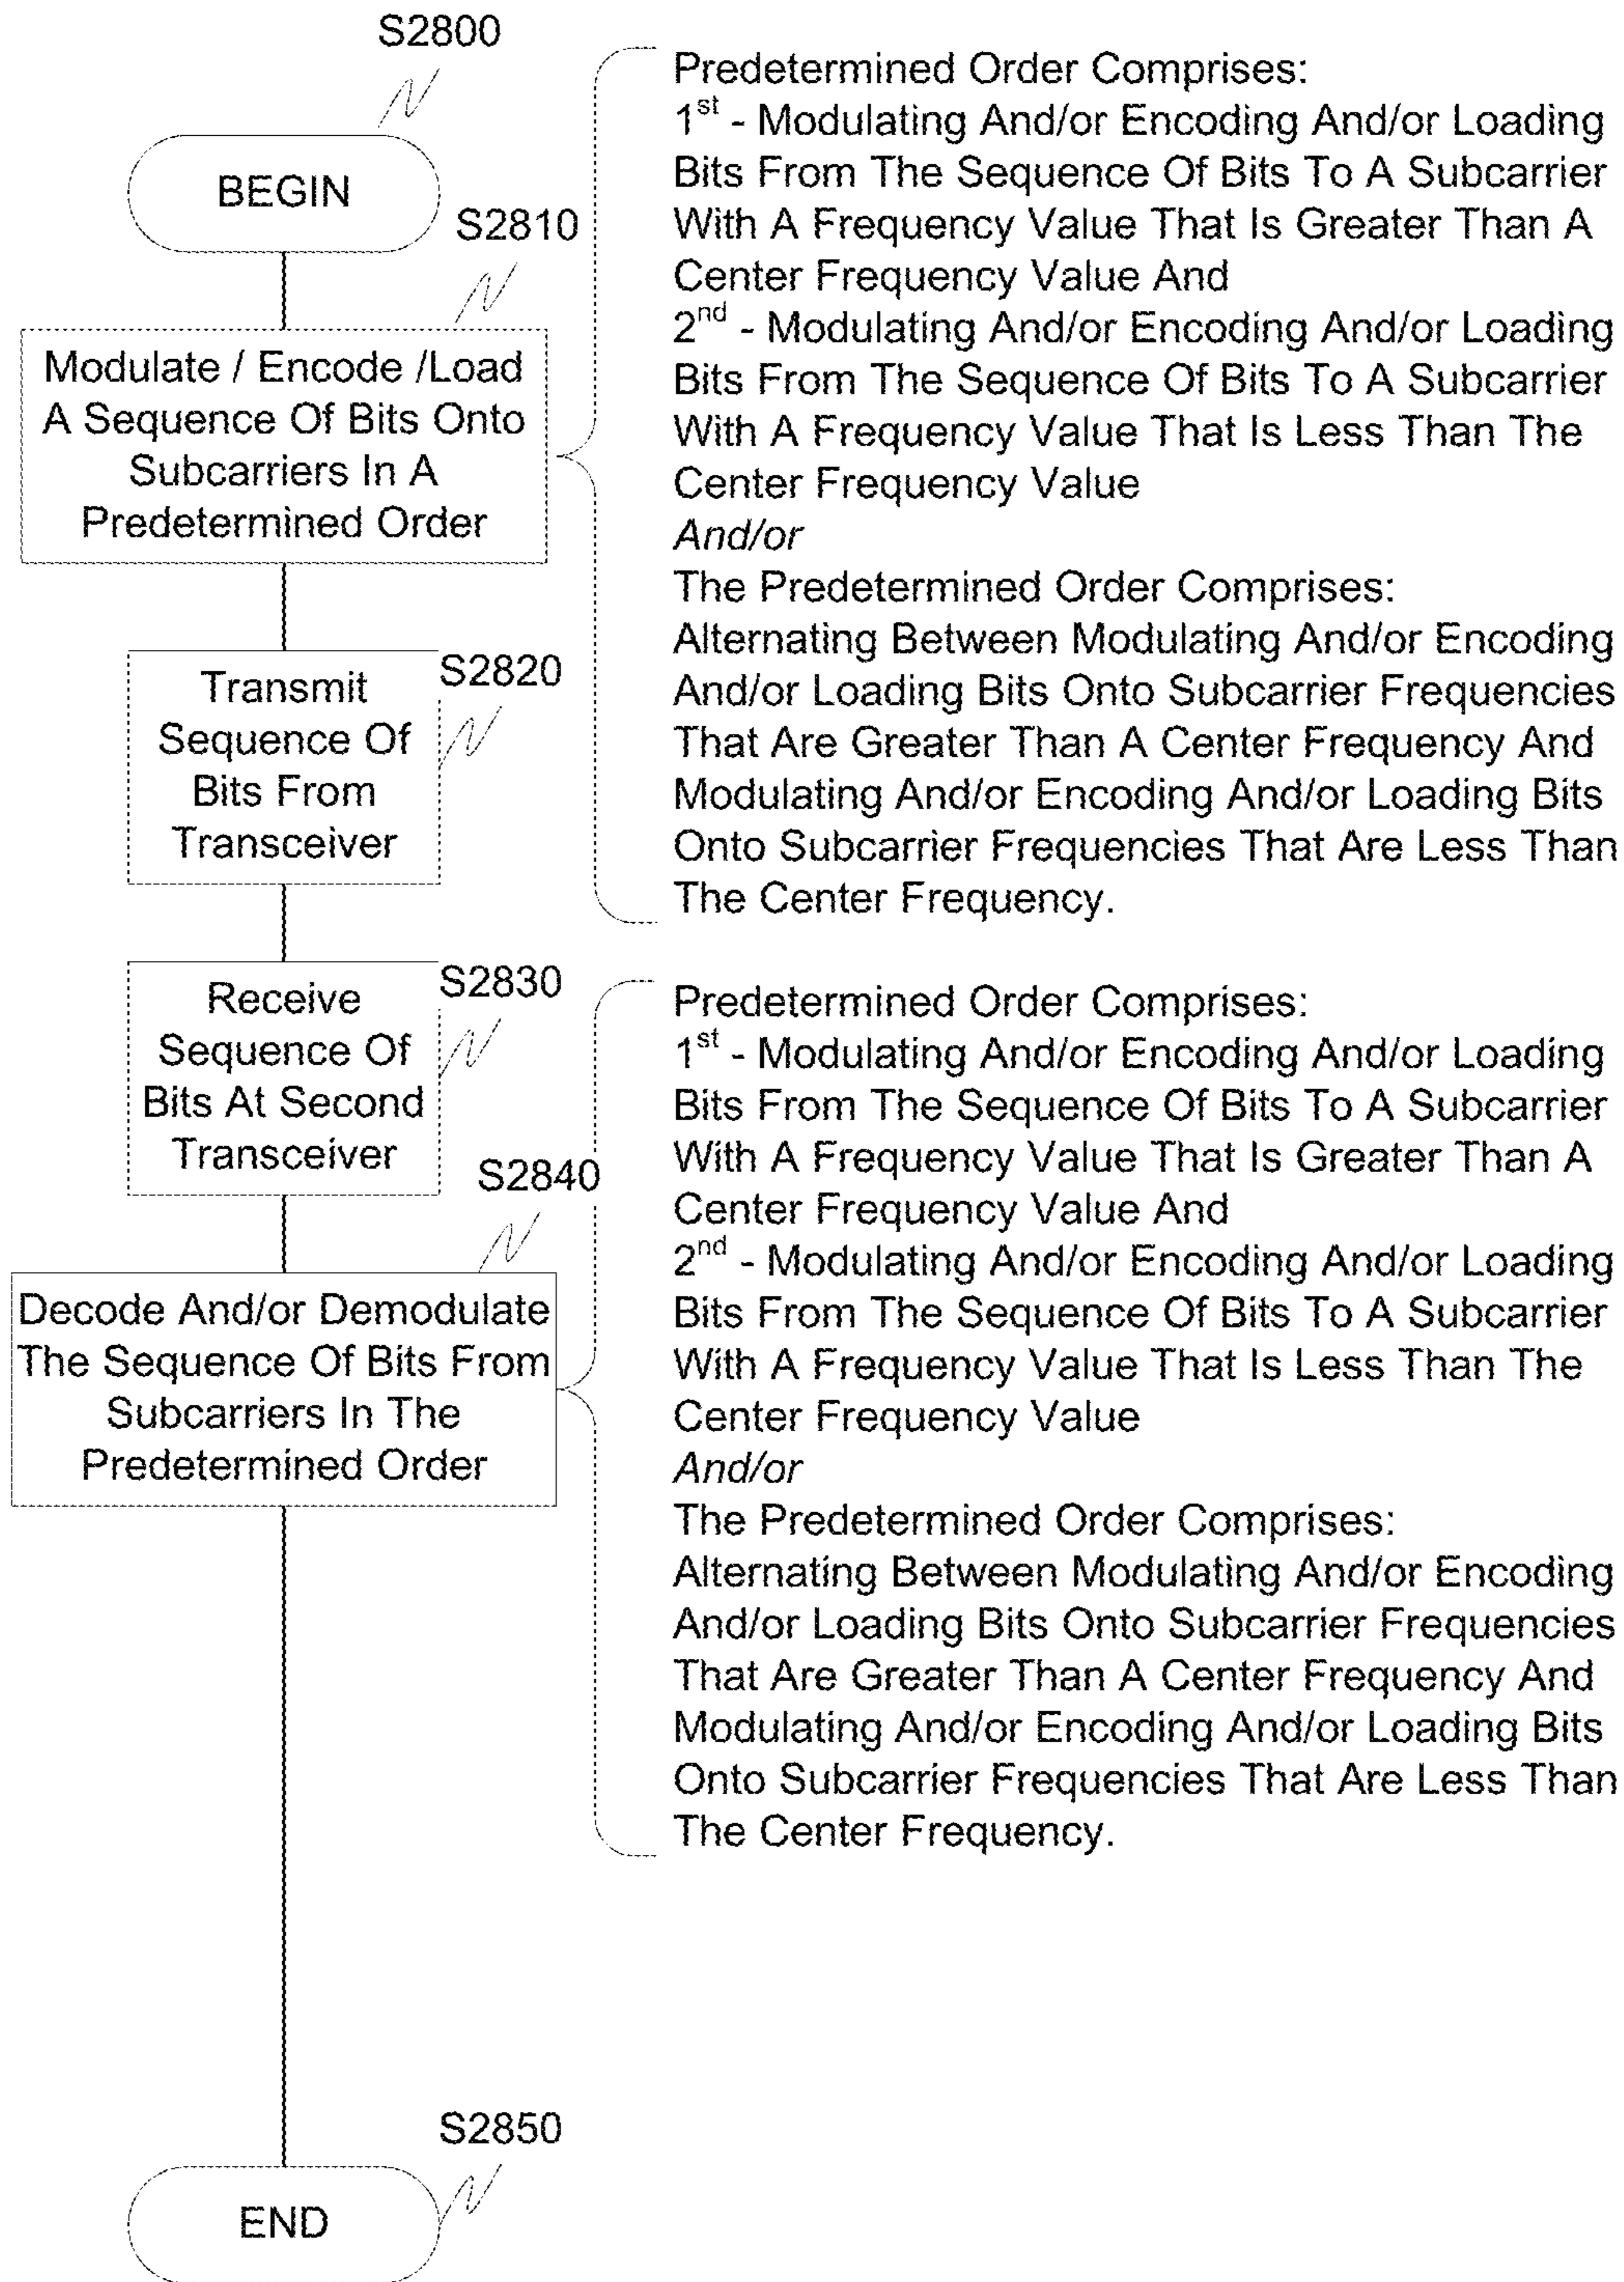 S2800
BEGIN
S2810
Modulate / Encode /Load
A Sequence Of Bits Onto
Subcarriers In A
Predetermined Order
Predetermined Order Comprises:
1st - Modulating And/or Encoding And/or Loading
Bits From The Sequence Of Bits To A Subcarrier
With A Frequency Value That Is Greater Than A
Center Frequency Value And
2nd - Modulating And/or Encoding And/or Loading
Bits From The Sequence Of Bits To A Subcarrier
With A Frequency Value That Is Less Than The
Center Frequency Value
And/or
The Predetermined Order Comprises:
Alternating Between Modulating And/or Encoding
And/or Loading Bits Onto Subcarrier Frequencies
That Are Greater Than A Center Frequency And
Modulating And/or Encoding And/or Loading Bits
Onto Subcarrier Frequencies That Are Less Than
The Center Frequency.
S2820
Transmit
Sequence Of
Bits From
Transceiver
S2830
Receive
Sequence Of
Bits At Second
Transceiver
S2840
Decode And/or Demodulate
The Sequence Of Bits From
Subcarriers In The
Predetermined Order
Predetermined Order Comprises:
1st - Modulating And/or Encoding And/or Loading
Bits From The Sequence Of Bits To A Subcarrier
With A Frequency Value That Is Greater Than A
Center Frequency Value And
2nd - Modulating And/or Encoding And/or Loading
Bits From The Sequence Of Bits To A Subcarrier
With A Frequency Value That Is Less Than The
Center Frequency Value
And/or
The Predetermined Order Comprises:
Alternating Between Modulating And/or Encoding
And/or Loading Bits Onto Subcarrier Frequencies
That Are Greater Than A Center Frequency And
Modulating And/or Encoding And/or Loading Bits
Onto Subcarrier Frequencies That Are Less Than
The Center Frequency.
S2850
END